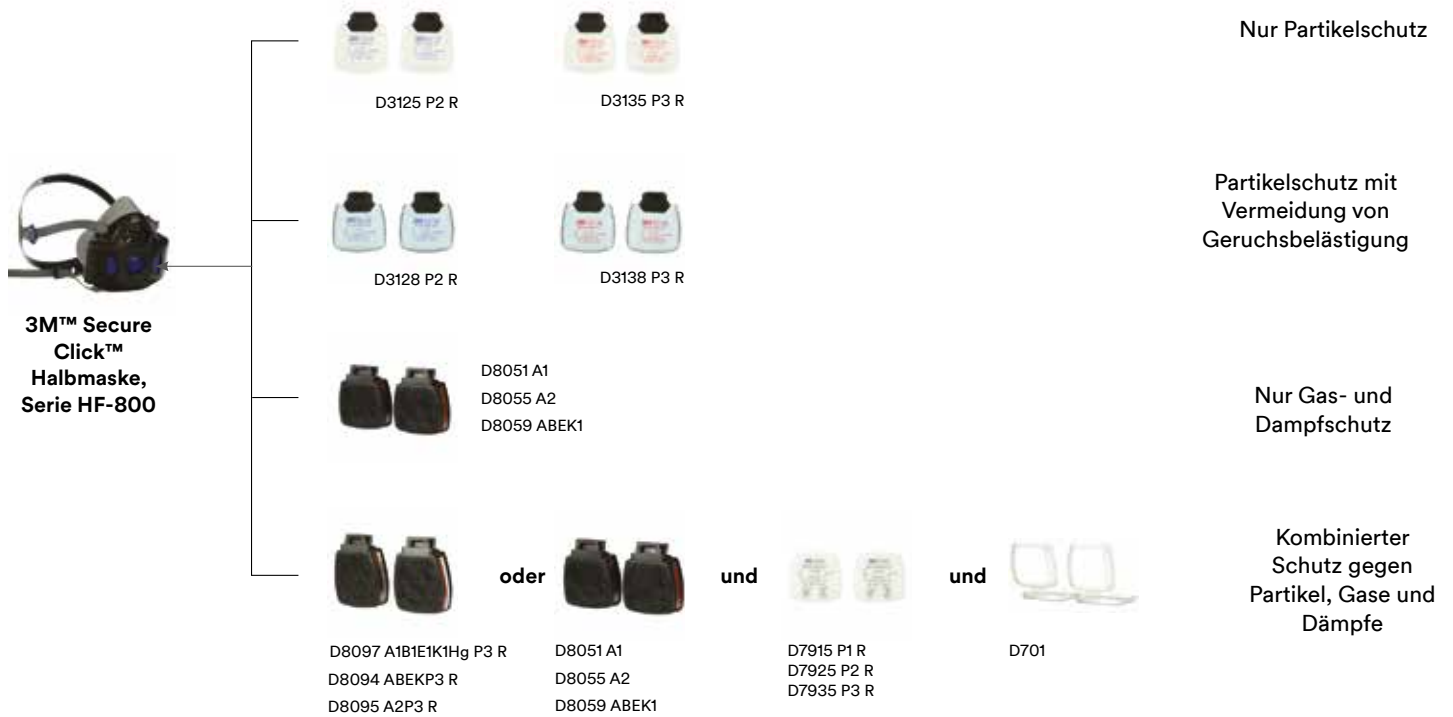 Nur Partikelschutz
D3125 P2 R
D3135 P3 R
Partikelschutz mit
Vermeidung von
Geruchsbelästigung
D3128 P2 R
D3138 P3 R
3M™ Secure
Click™
Halbmaske,
Serie HF-800
D8051 A1
D8055 A2
D8059 ABEK1
Nur Gas- und
Dampfschutz
oder
und
und
Kombinierter
Schutz gegen
Partikel, Gase und
Dämpfe
D8097 A1B1E1K1Hg P3 R
D8094 ABEKP3 R
D8095 A2P3 R
D8051 A1
D8055 A2
D8059 ABEK1
D7915 P1 R
D7925 P2 R
D7935 P3 R
D701